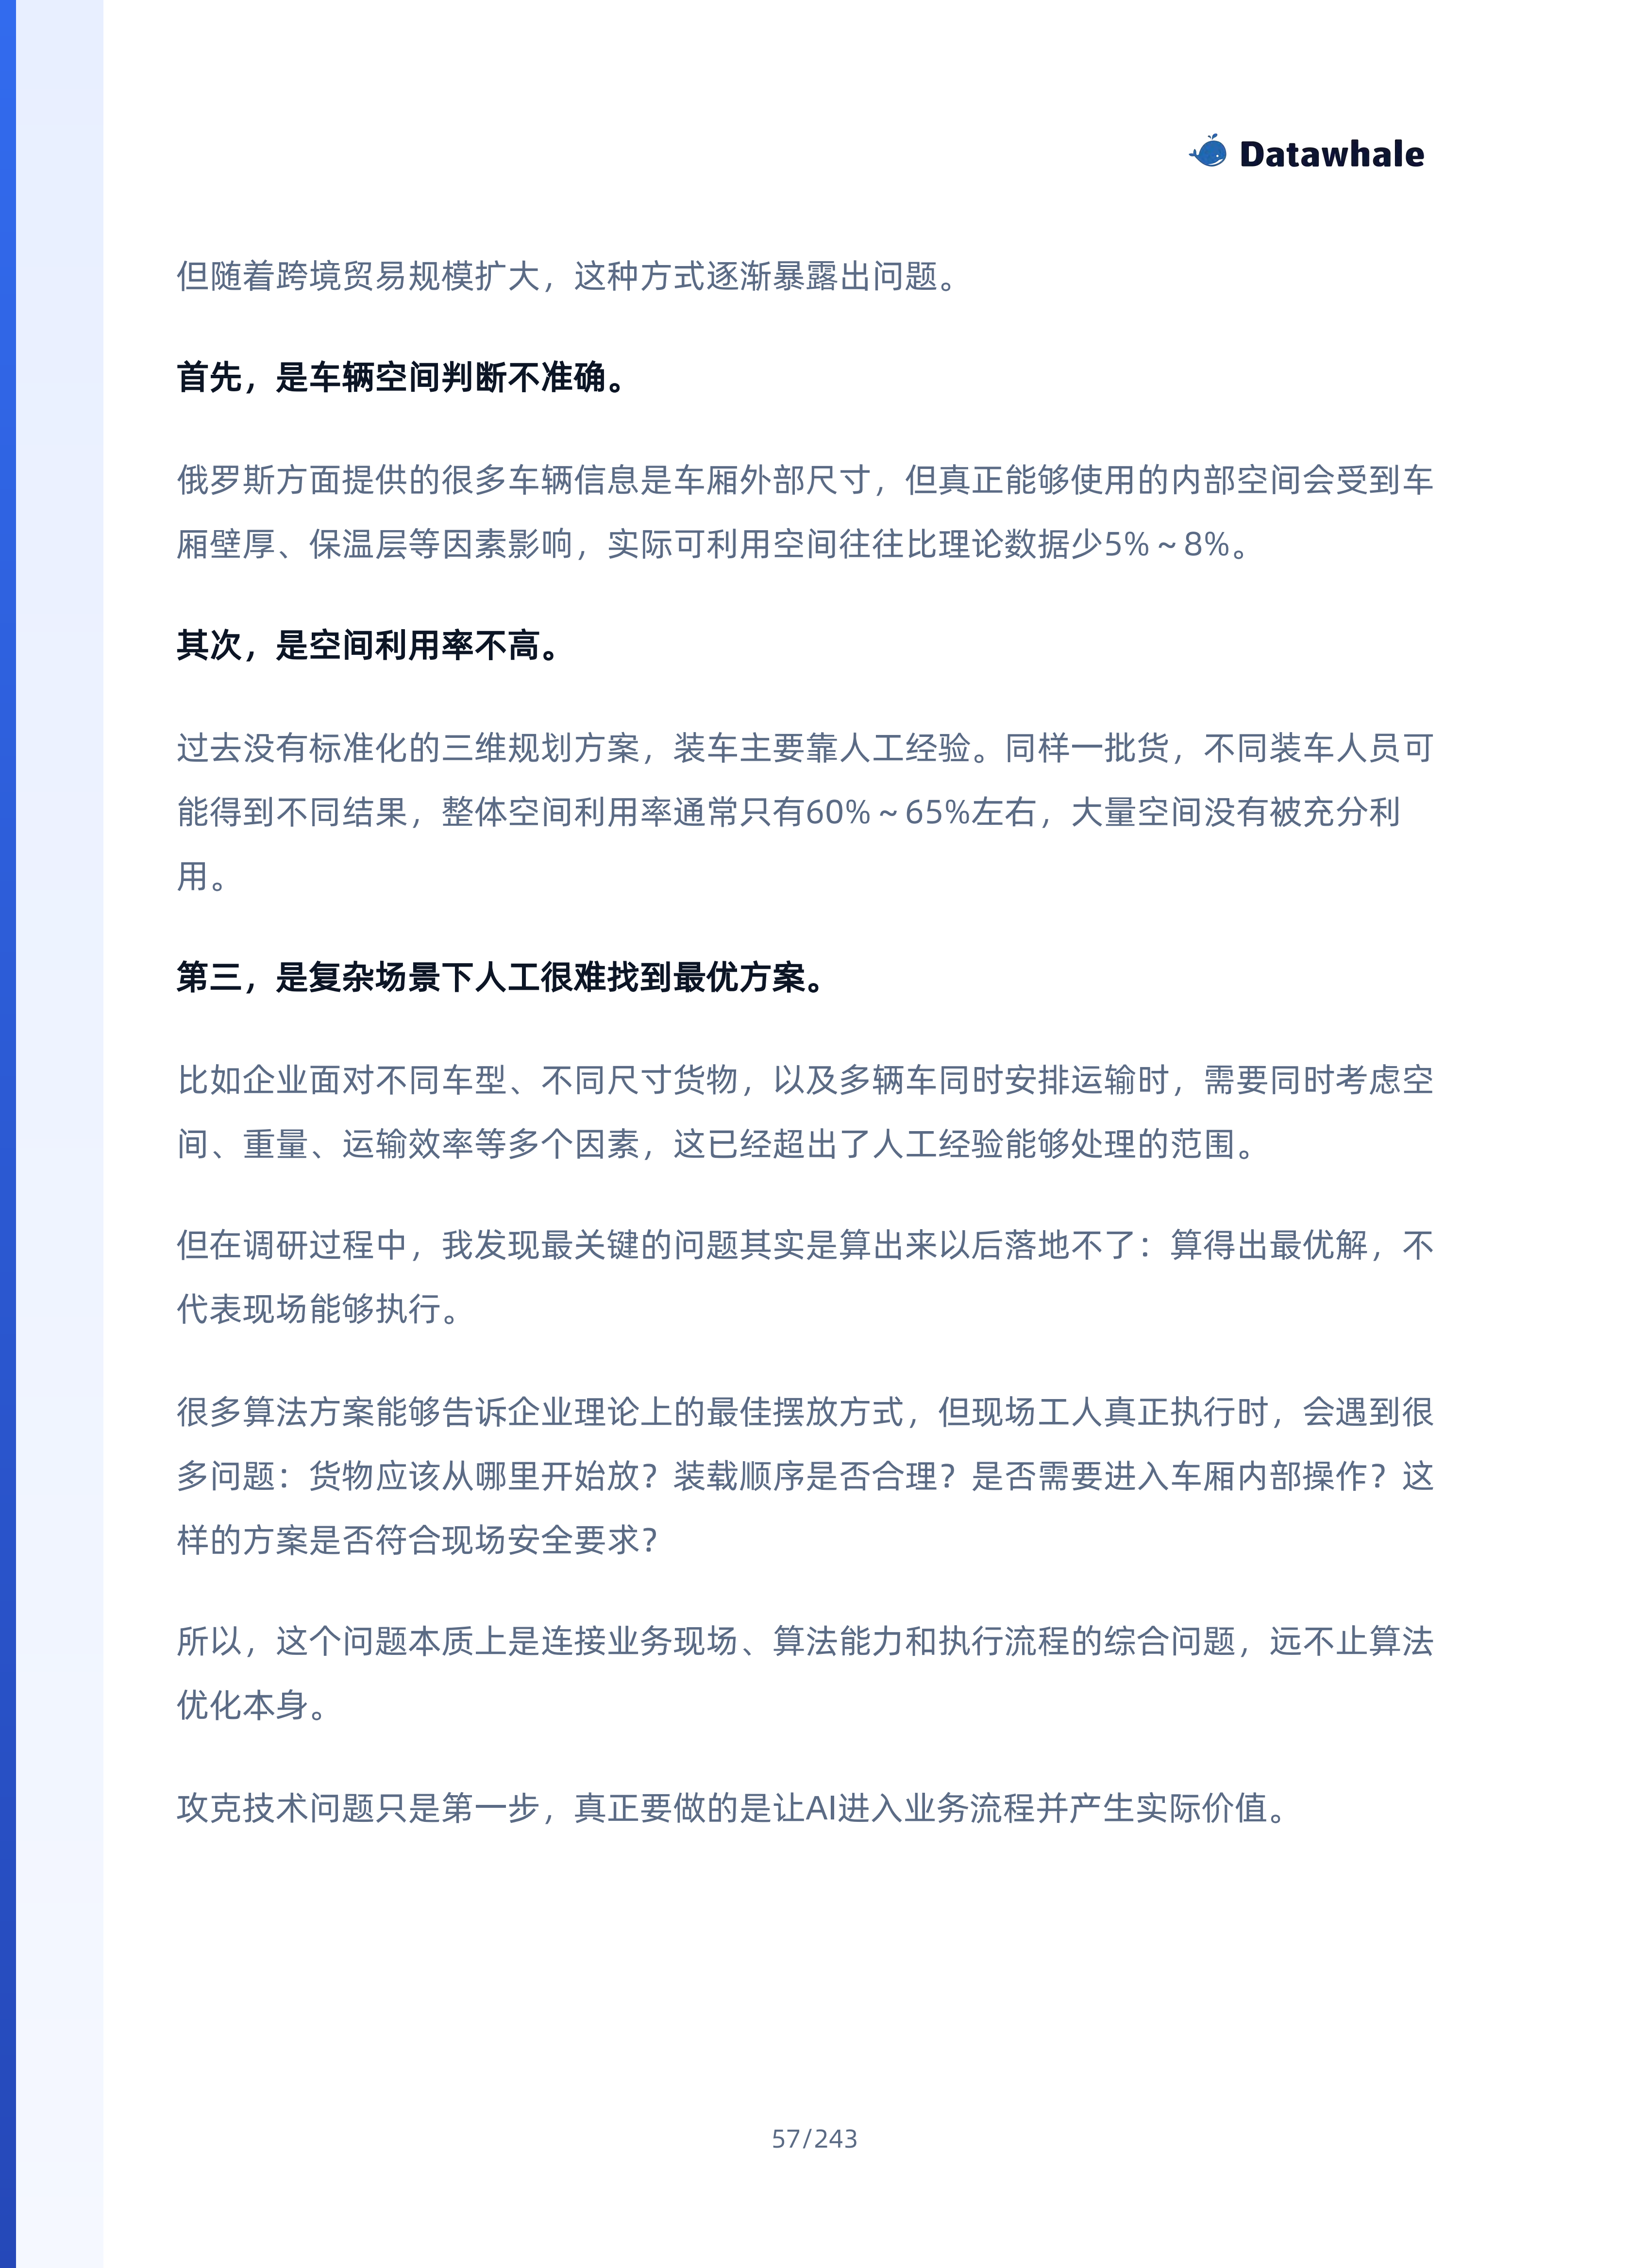 Datawhale
但随着跨境贸易规模扩大，这种方式逐渐暴露出问题。
首先，是车辆空间判断不准确。
俄罗斯方面提供的很多车辆信息是车厢外部尺寸，但真正能够使用的内部空间会受到车
厢壁厚、保温层等因素影响，实际可利用空间往往比理论数据少5%～8%。
其次，是空间利用率不高。
过去没有标准化的三维规划方案，装车主要靠人工经验。同样一批货，不同装车人员可
能得到不同结果，整体空间利用率通常只有60%～65%左右，大量空间没有被充分利
用。
第三，是复杂场景下人工很难找到最优方案。
比如企业面对不同车型、不同尺寸货物，以及多辆车同时安排运输时，需要同时考虑空
间、重量、运输效率等多个因素，这已经超出了人工经验能够处理的范围。
但在调研过程中，我发现最关键的问题其实是算出来以后落地不了：算得出最优解，不
代表现场能够执行。
很多算法方案能够告诉企业理论上的最佳摆放方式，但现场工人真正执行时，会遇到很
多问题：货物应该从哪里开始放？装载顺序是否合理？是否需要进入车厢内部操作？这
样的方案是否符合现场安全要求？
所以，这个问题本质上是连接业务现场、算法能力和执行流程的综合问题，远不止算法
优化本身。
攻克技术问题只是第一步，真正要做的是让AI进入业务流程并产生实际价值。
57/243